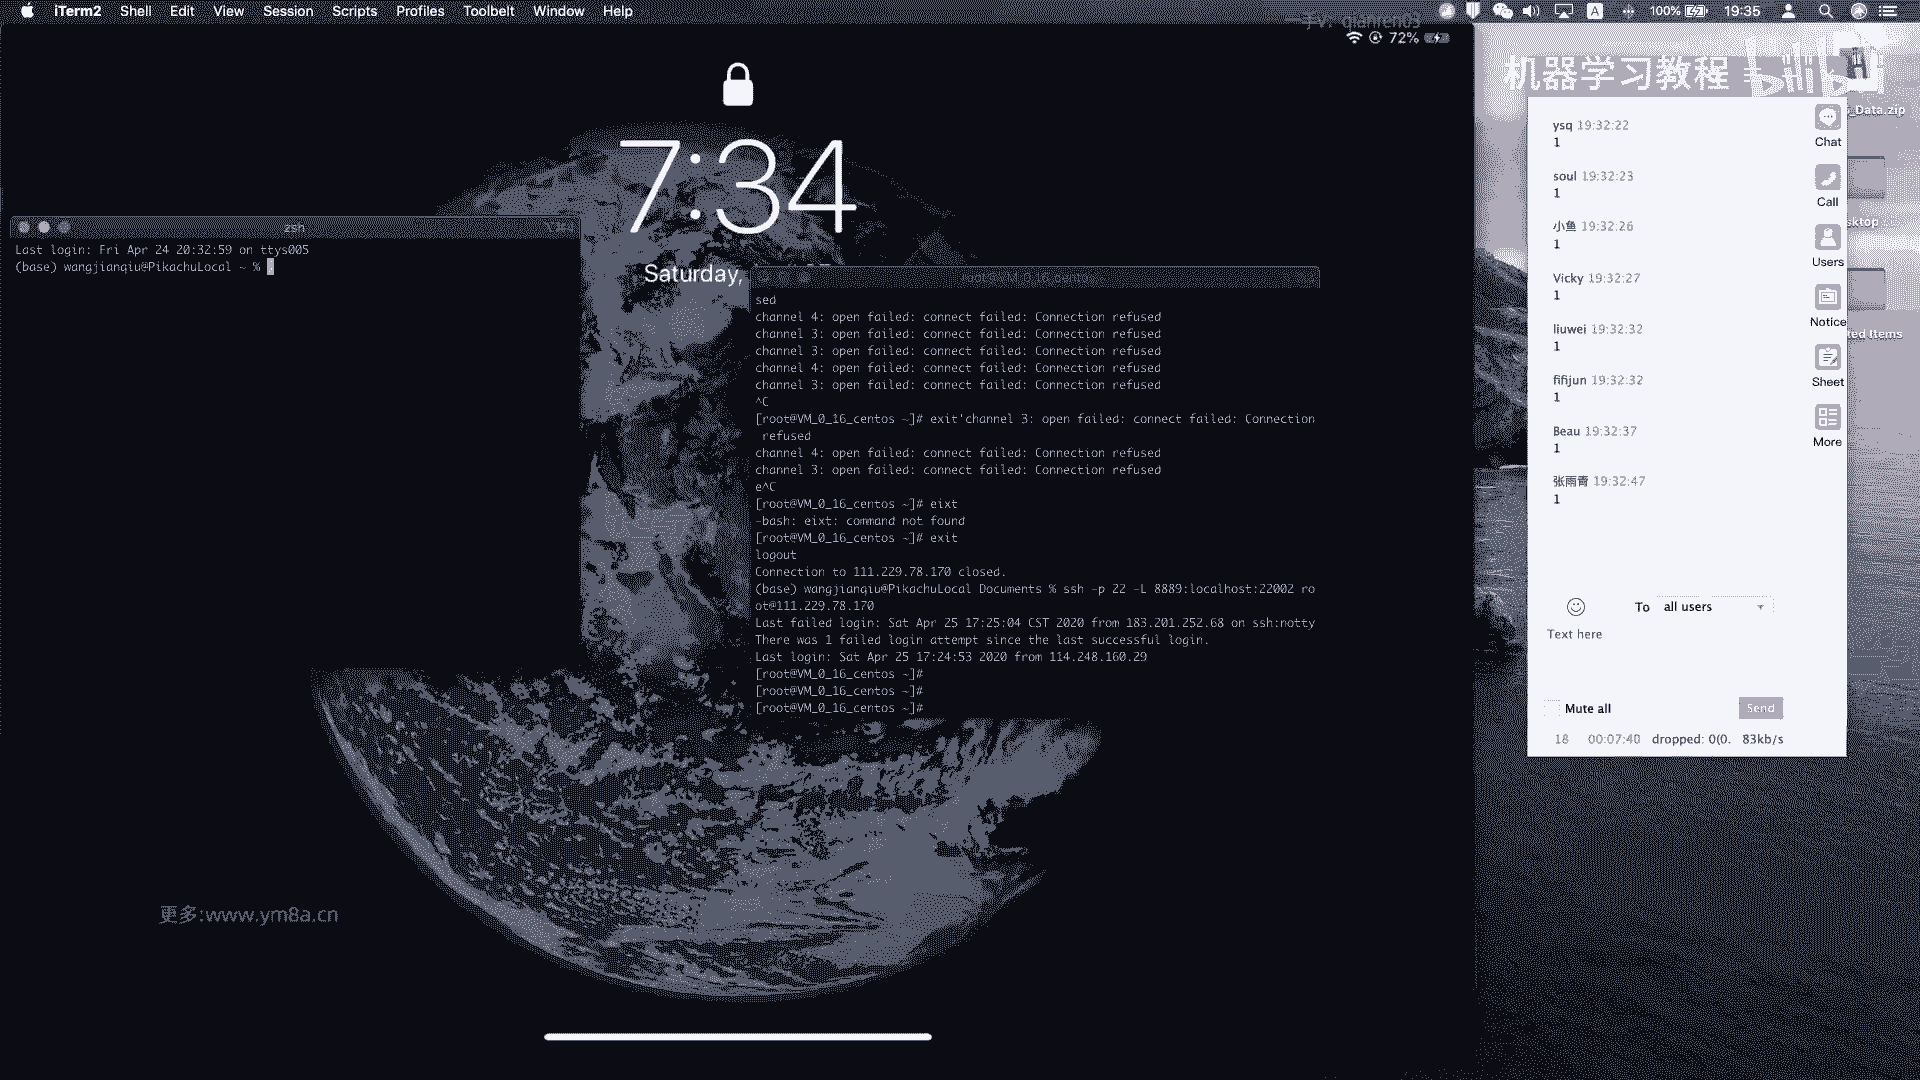 iTerm2 Shell Edit View Session Scripts Profiles Toolbelt Window Help
100% 19:35
一手V: qianren03
72%
机器学习教程 bilibili
7:34
Saturday,
zsh
Last login: Fri Apr 24 20:32:59 on ttys005
(base) wangjianqiu@PikachuLocal ~ %
root@VM_0_16_centos
sed
channel 4: open failed: connect failed: Connection refused
channel 3: open failed: connect failed: Connection refused
channel 3: open failed: connect failed: Connection refused
channel 4: open failed: connect failed: Connection refused
channel 3: open failed: connect failed: Connection refused
^C
[root@VM_0_16_centos ~]# exit'channel 3: open failed: connect failed: Connection
refused
channel 4: open failed: connect failed: Connection refused
channel 3: open failed: connect failed: Connection refused
e^C
[root@VM_0_16_centos ~]# eixt
-bash: eixt: command not found
[root@VM_0_16_centos ~]# exit
logout
Connection to 111.229.78.170 closed.
(base) wangjianqiu@PikachuLocal Documents % ssh -p 22 -L 8889:localhost:22002 ro
ot@111.229.78.170
Last failed login: Sat Apr 25 17:25:04 CST 2020 from 183.201.252.68 on ssh:notty
There was 1 failed login attempt since the last successful login.
Last login: Sat Apr 25 17:24:53 2020 from 114.248.160.29
[root@VM_0_16_centos ~]#
[root@VM_0_16_centos ~]#
[root@VM_0_16_centos ~]#
更多:www.ym8a.cn
ysq 19:32:22
1
soul 19:32:23
1
小鱼 19:32:26
1
Vicky 19:32:27
1
liuwei 19:32:32
1
fifijun 19:32:32
1
Beau 19:32:37
1
张雨青 19:32:47
1
Chat
Call
Users
Notice
Sheet
More
To all users
Text here
Mute all
Send
18 00:07:40 dropped: 0(0. 83kb/s
_Data.zip
sktop
ted Items